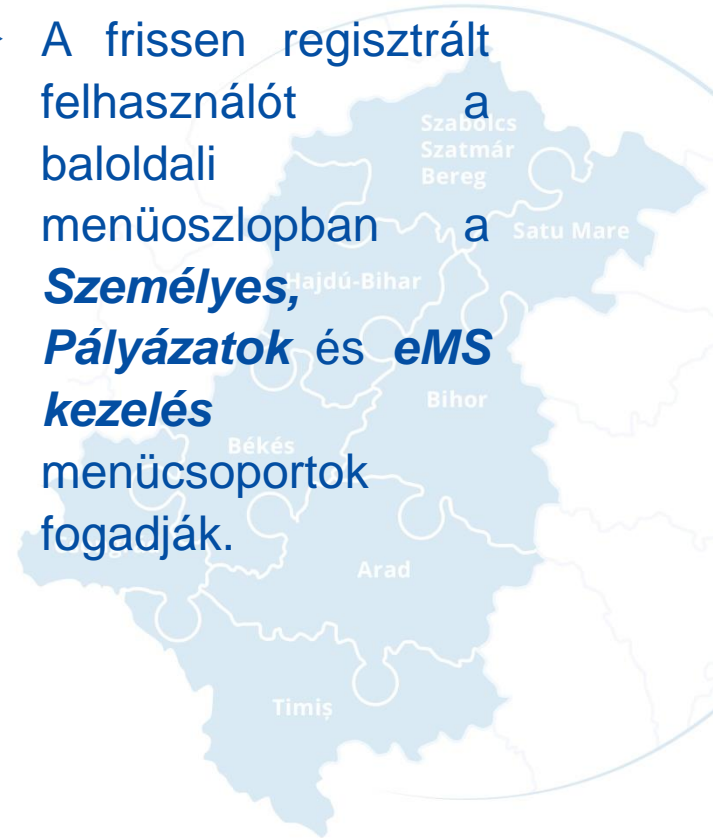 A frissen regisztrált
felhasználót a
baloldali
menüoszlopban a
Személyes,
Pályázatok és eMS
kezelés
menücsoportok
fogadják.
Szabolcs
Szatmár
Bereg
Satu Mare
Hajdú-Bihar
Bihor
Békés
Arad
Timiș